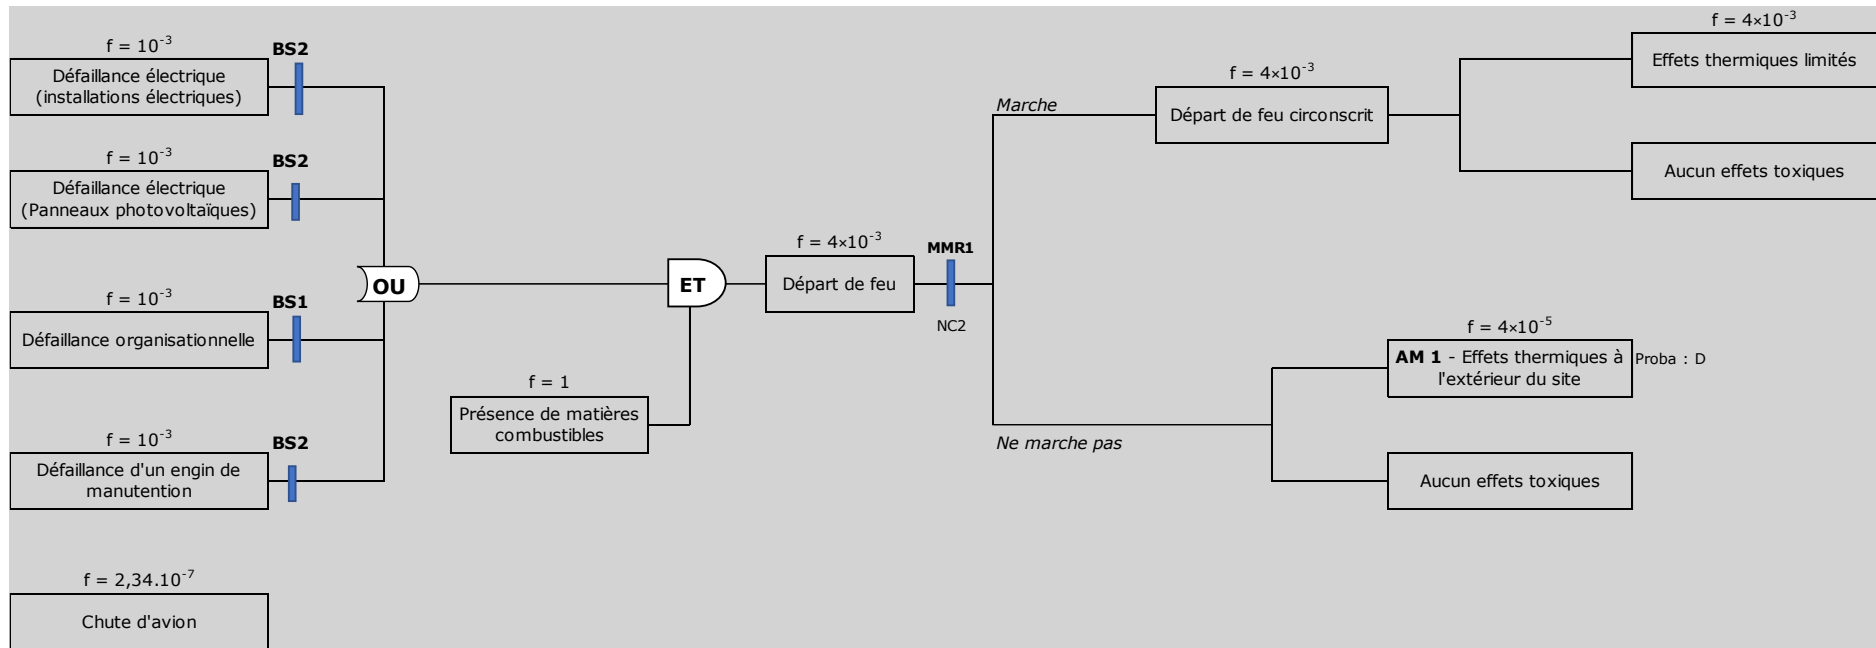 f = 10⁻³
BS2
Défaillance électrique
(installations électriques)
f = 10⁻³
BS2
Défaillance électrique
(Panneaux photovoltaïques)
f = 10⁻³
BS1
Défaillance organisationnelle
f = 10⁻³
BS2
Défaillance d'un engin de
manutention
f = 2,34.10⁻⁷
Chute d'avion
OU
ET
f = 1
Présence de matières
combustibles
f = 4×10⁻³
Départ de feu
MMR1
NC2
Marche
f = 4×10⁻³
Départ de feu circonscrit
f = 4×10⁻³
Effets thermiques limités
Aucun effets toxiques
Ne marche pas
f = 4×10⁻⁵
AM 1 - Effets thermiques à
l'extérieur du site
Proba : D
Aucun effets toxiques